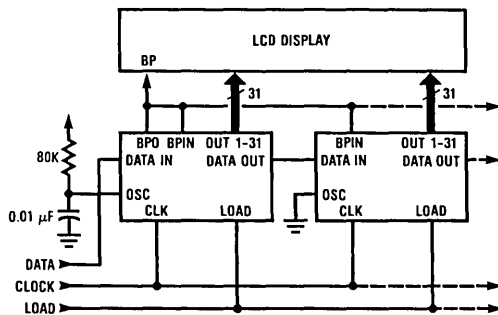 LCD DISPLAY
BP
31
31
BPO BPIN OUT 1-31
DATA IN DATA OUT
OSC
CLK LOAD
BPIN OUT 1-31
DATA IN DATA OUT
OSC
CLK LOAD
80K
0.01 µF
DATA
CLOCK
LOAD